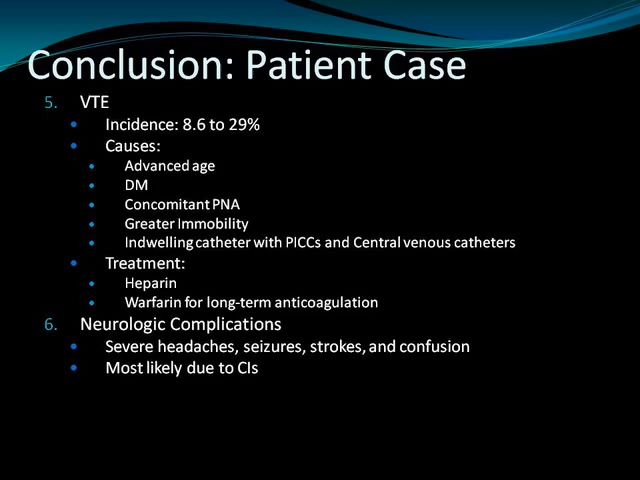 Conclusion: Patient Case
5. VTE
• Incidence: 8.6 to 29%
• Causes:
• Advanced age
• DM
• Concomitant PNA
• Greater Immobility
• Indwelling catheter with PICCs and Central venous catheters
• Treatment:
• Heparin
• Warfarin for long-term anticoagulation
6. Neurologic Complications
• Severe headaches, seizures, strokes, and confusion
• Most likely due to CIs